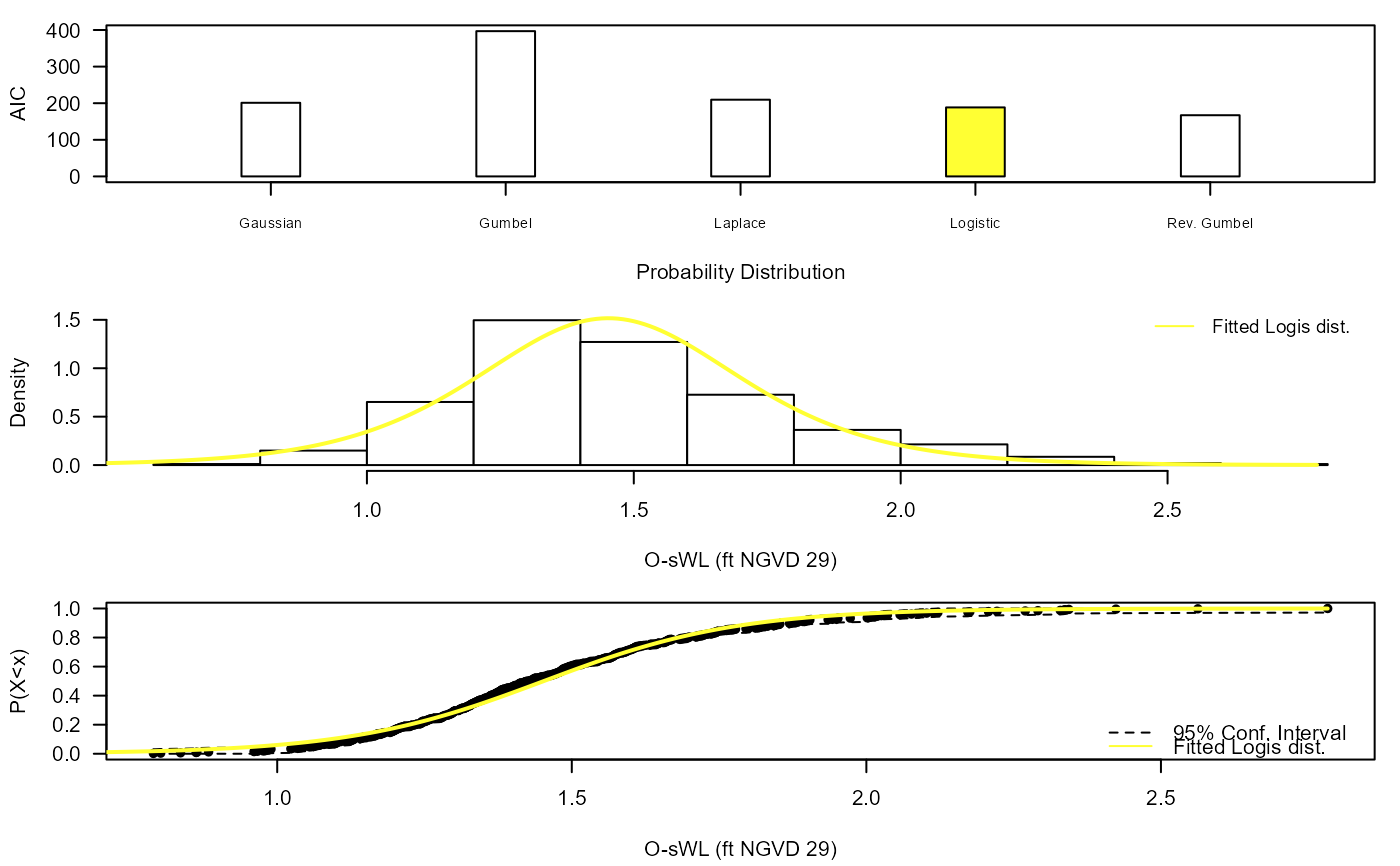 400
300
200
100
0
AIC
Gaussian Gumbel Laplace Logistic Rev. Gumbel
Probability Distribution
1.5
1.0
0.5
0.0
Density
Fitted Logis dist.
1.0 1.5 2.0 2.5
O-sWL (ft NGVD 29)
1.0
0.8
0.6
0.4
0.2
0.0
P(X<x)
95% Conf. Interval
Fitted Logis dist.
1.0 1.5 2.0 2.5
O-sWL (ft NGVD 29)